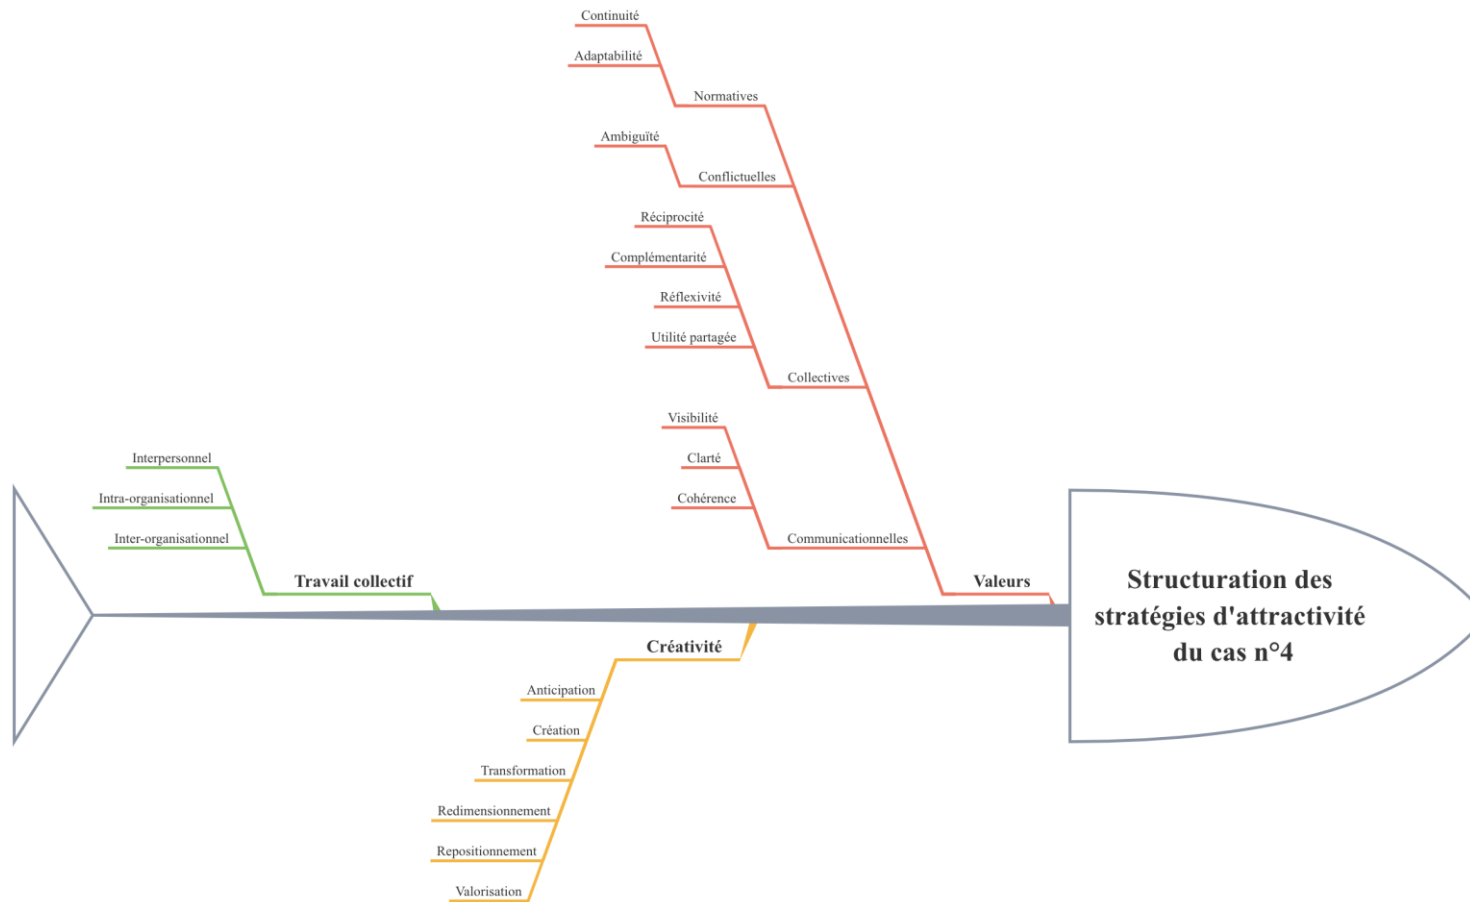 Continuité
Adaptabilité
Normatives
Ambiguïté
Conflictuelles
Réciprocité
Complémentarité
Réflexivité
Utilité partagée
Collectives
Visibilité
Clarté
Cohérence
Communicationnelles
Valeurs
Interpersonnel
Intra-organisationnel
Inter-organisationnel
Travail collectif
Structuration des
stratégies d'attractivité
du cas n°4
Créativité
Anticipation
Création
Transformation
Redimensionnement
Repositionnement
Valorisation